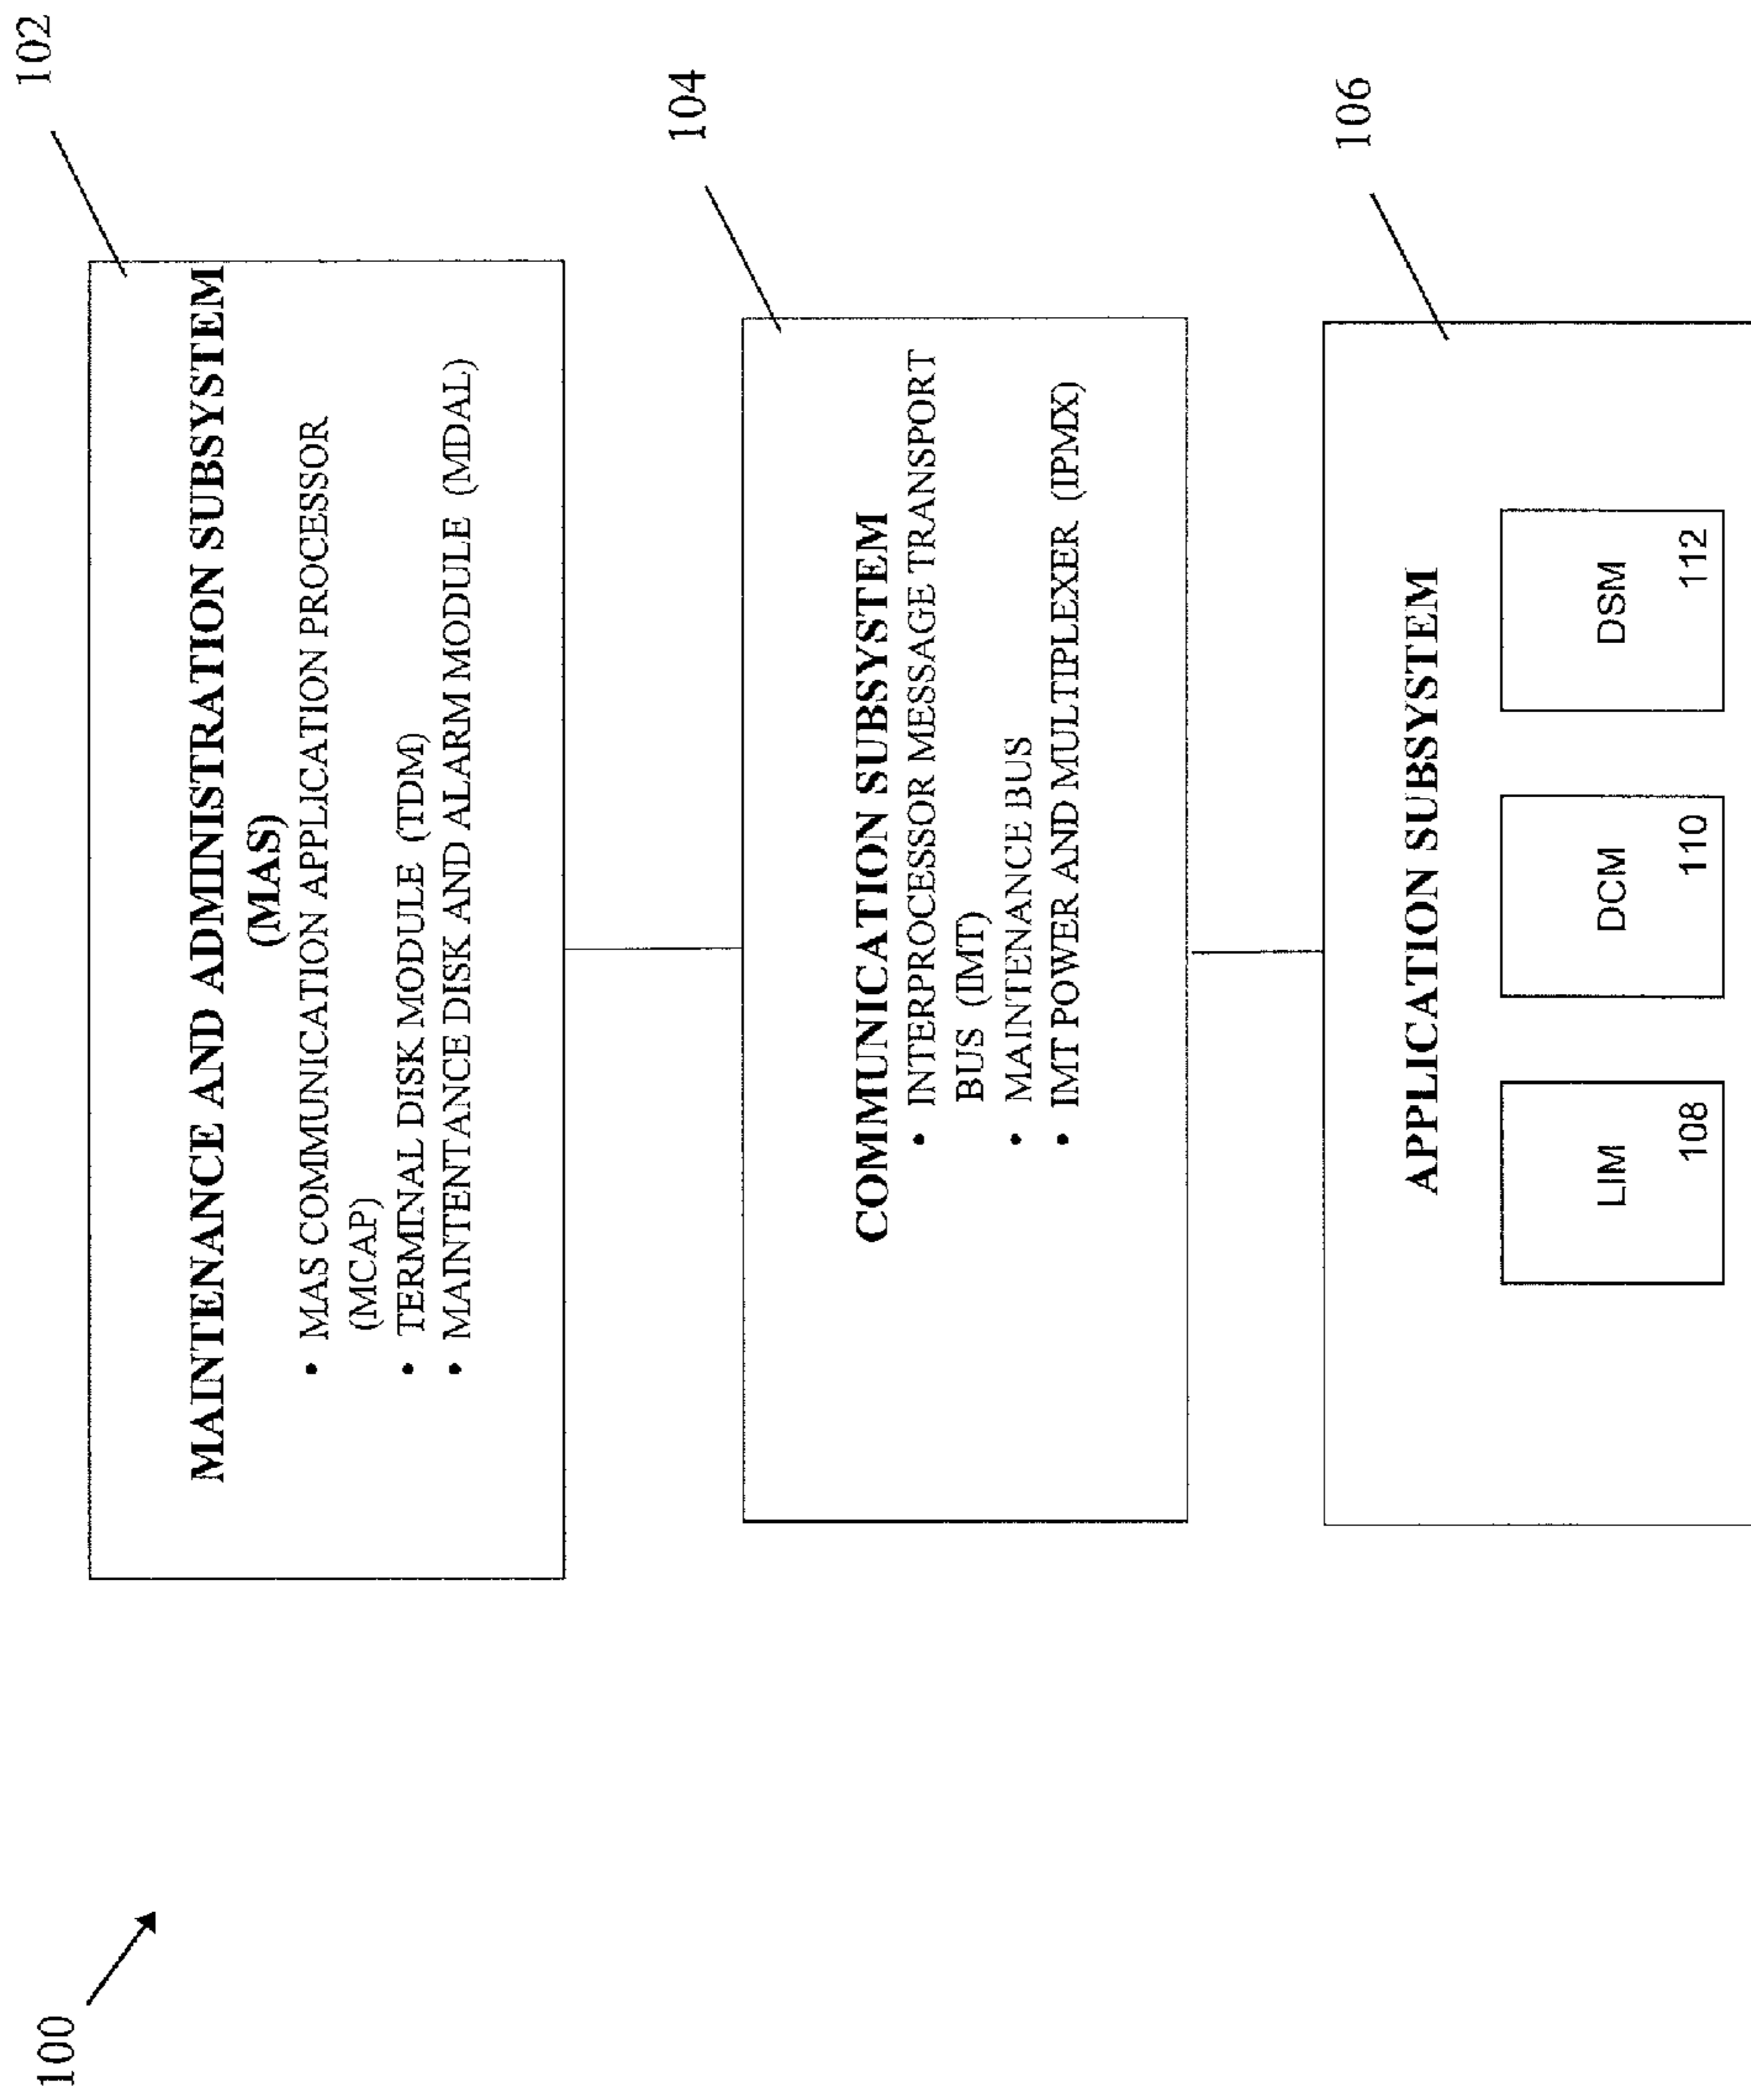 100
102
MAINTENANCE AND ADMINISTRATION SUBSYSTEM
(MAS)
• MAS COMMUNICATION APPLICATION PROCESSOR
(MCAP)
• TERMINAL DISK MODULE (TDM)
• MAINTENTANCE DISK AND ALARM MODULE (MDAL)
104
COMMUNICATION SUBSYSTEM
• INTERPROCESSOR MESSAGE TRANSPORT
BUS (IMT)
• MAINTENANCE BUS
• IMT POWER AND MULTIPLEXER (IPMX)
106
APPLICATION SUBSYSTEM
LIM
108
DCM
110
DSM
112